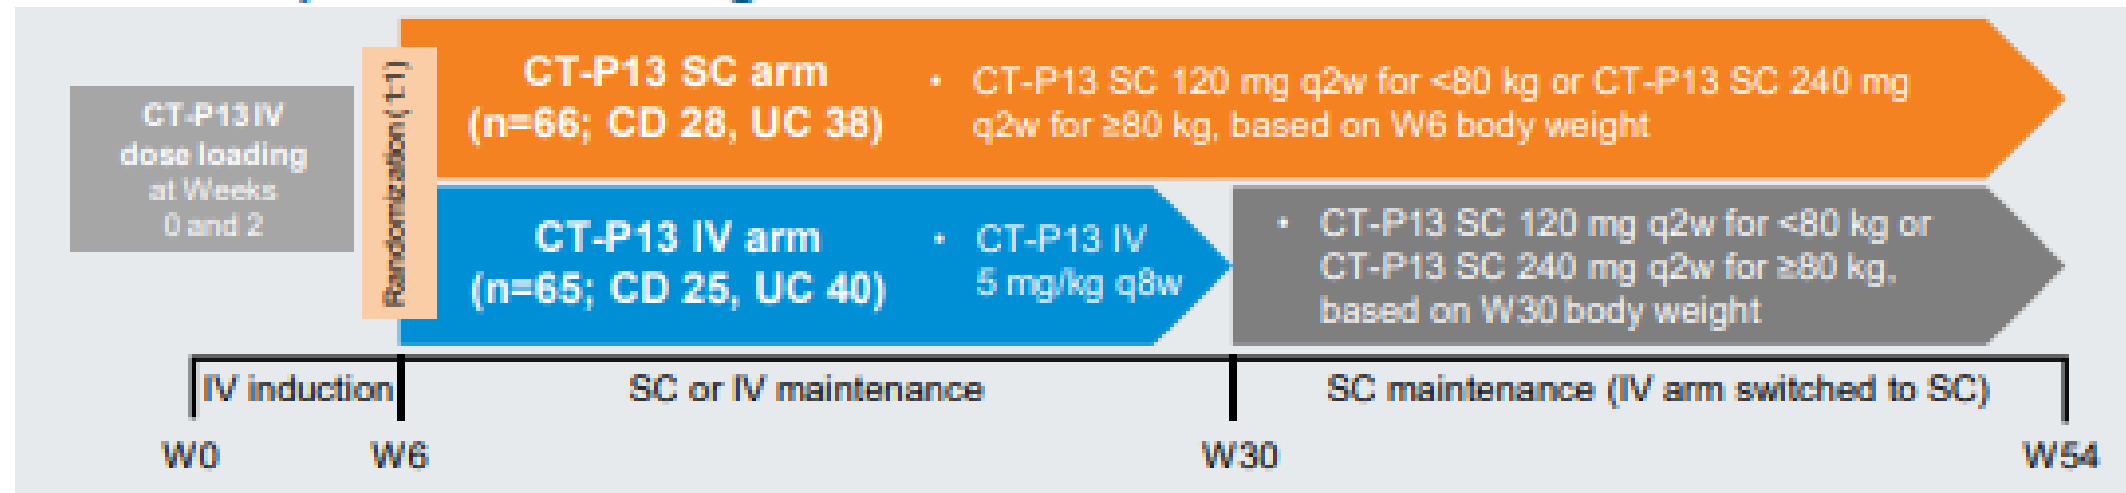 CT-P13 IV
dose loading
at Weeks
0 and 2
Randomization (1:1)
CT-P13 SC arm
(n=66; CD 28, UC 38)
• CT-P13 SC 120 mg q2w for <80 kg or CT-P13 SC 240 mg
q2w for ≥80 kg, based on W6 body weight
CT-P13 IV arm
(n=65; CD 25, UC 40)
• CT-P13 IV
5 mg/kg q8w
• CT-P13 SC 120 mg q2w for <80 kg or
CT-P13 SC 240 mg q2w for ≥80 kg,
based on W30 body weight
IV induction
SC or IV maintenance
SC maintenance (IV arm switched to SC)
W0
W6
W30
W54